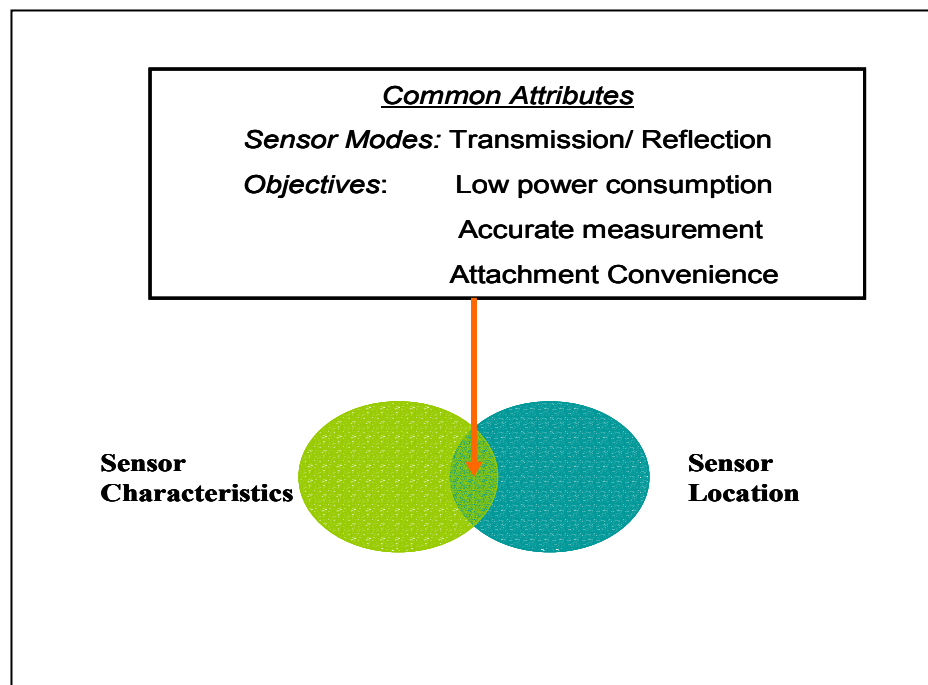 Common Attributes
Sensor Modes: Transmission/ Reflection
Objectives: Low power consumption
Accurate measurement
Attachment Convenience
Sensor
Characteristics
Sensor
Location